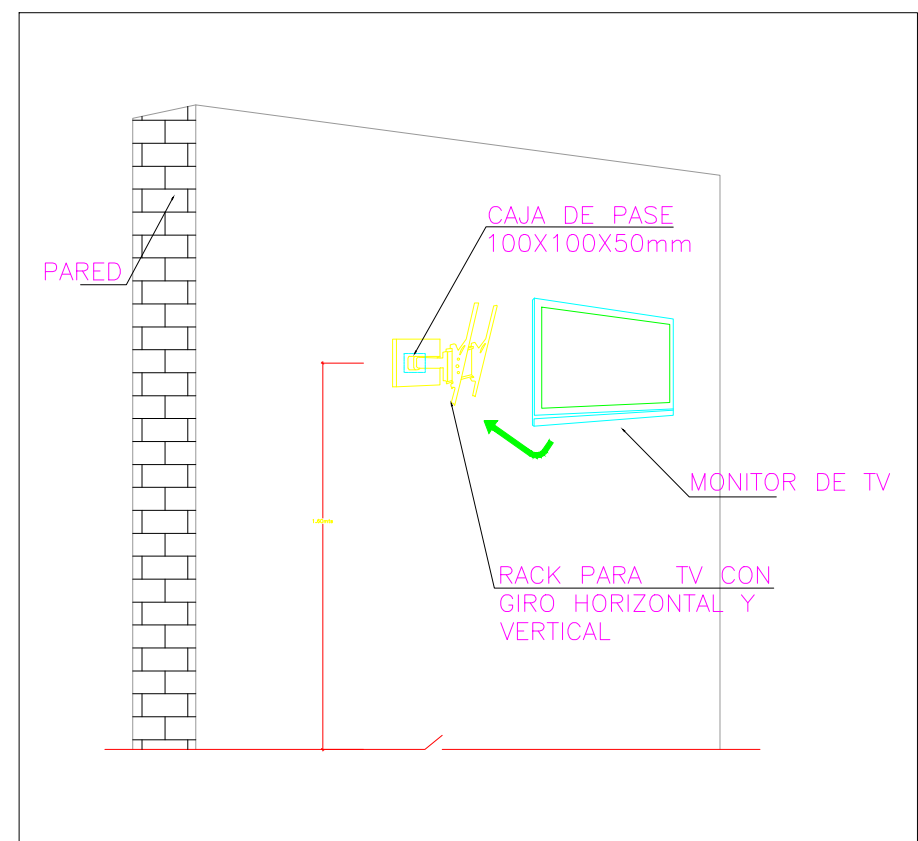 CAJA DE PASE
100X100X50mm
PARED
MONITOR DE TV
RACK PARA TV CON
GIRO HORIZONTAL Y
VERTICAL